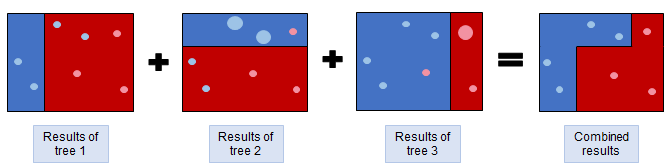 Results of
tree 1
Results of
tree 2
Results of
tree 3
Combined
results